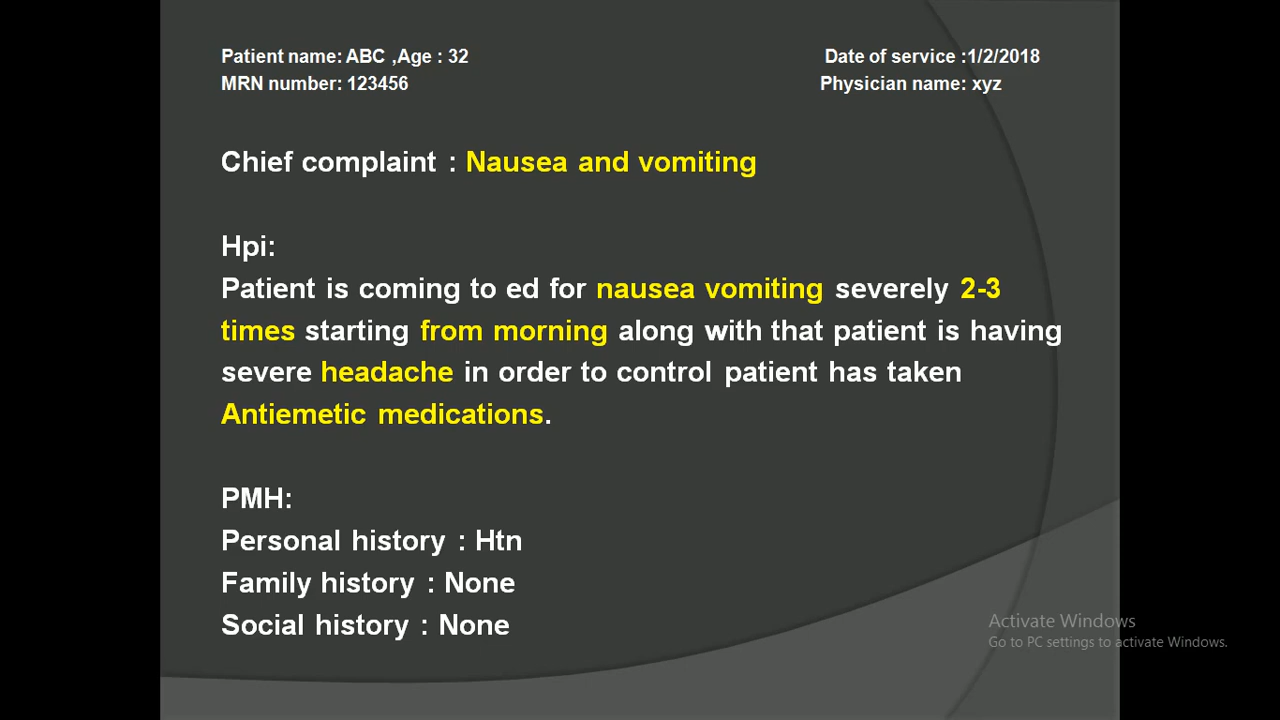 Patient name: ABC ,Age : 32
Date of service :1/2/2018
MRN number: 123456
Physician name: xyz
Chief complaint : Nausea and vomiting
Hpi:
Patient is coming to ed for nausea vomiting severely 2-3
times starting from morning along with that patient is having
severe headache in order to control patient has taken
Antiemetic medications.
PMH:
Personal history : Htn
Family history : None
Social history : None
Activate Windows
Go to PC settings to activate Windows.